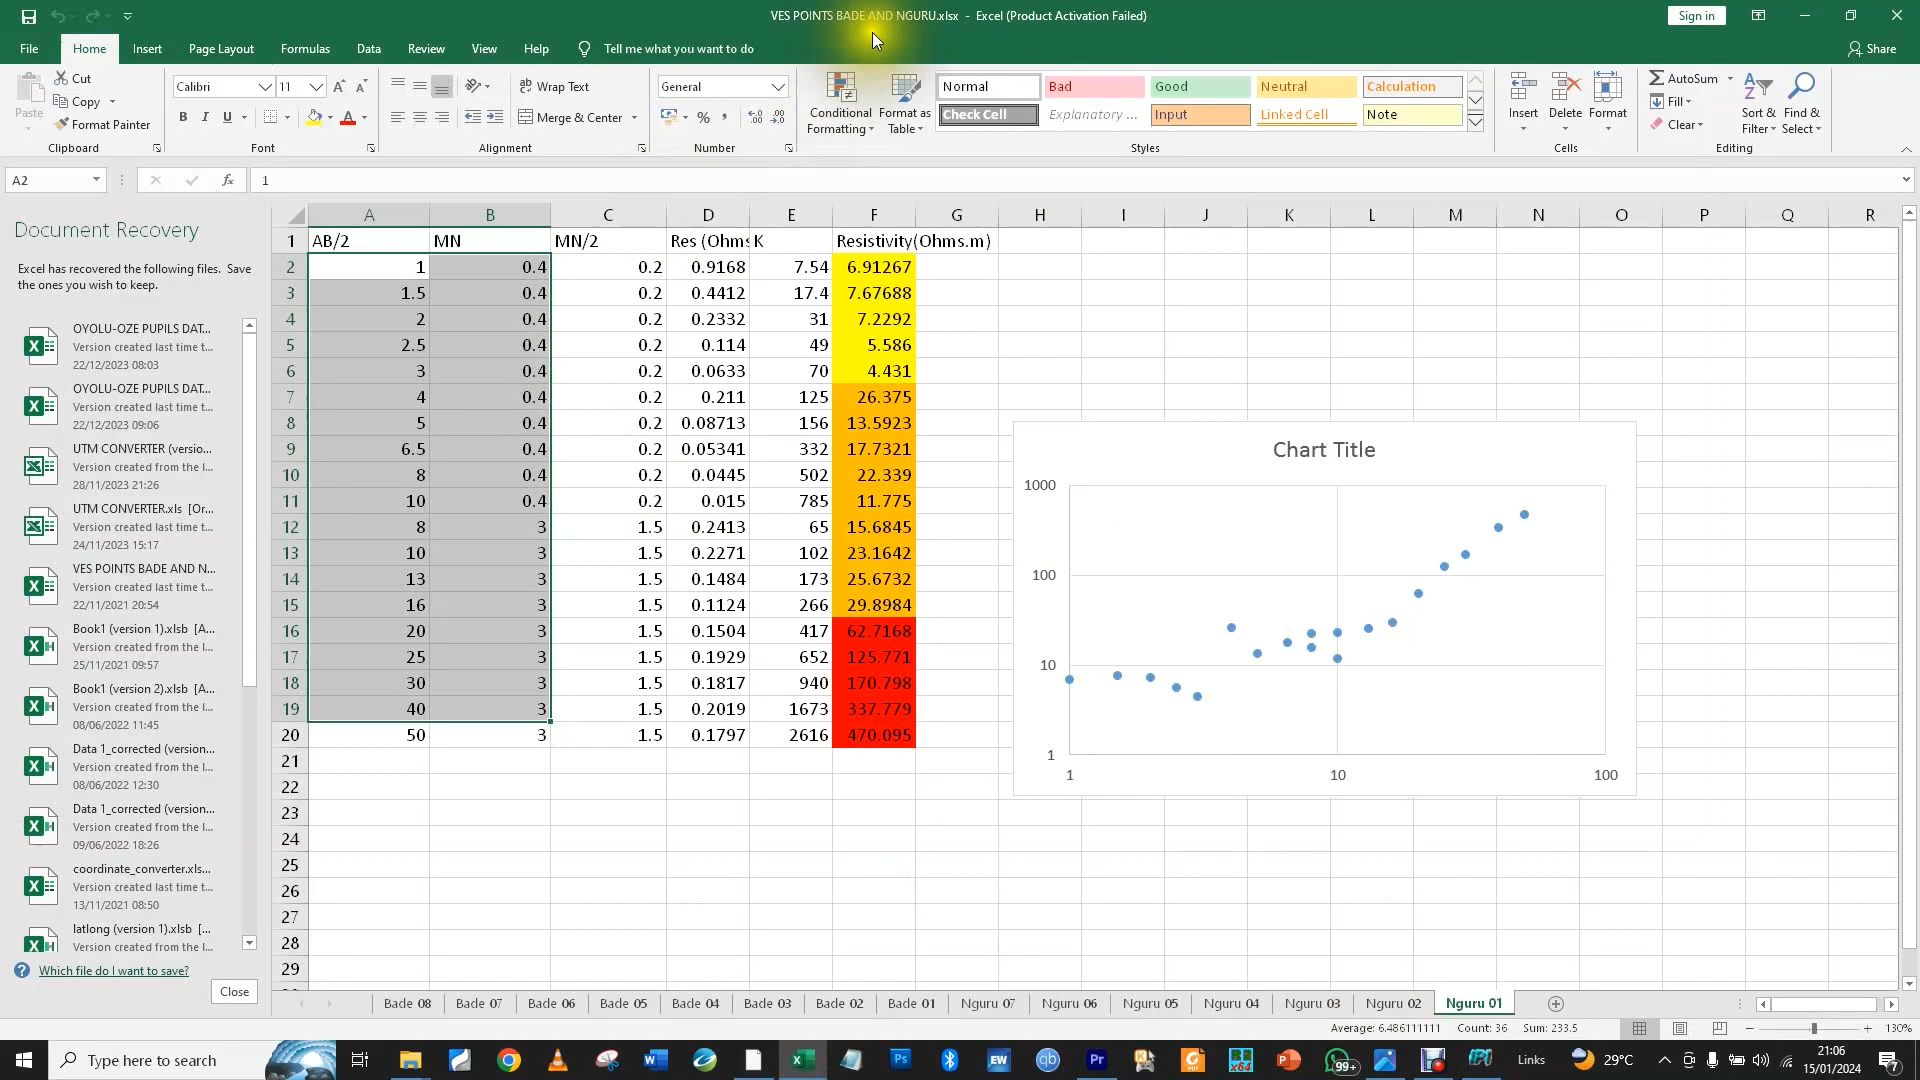 VES POINTS BADE AND NGURU.xlsx - Excel (Product Activation Failed)
Sign in
File Home Insert Page Layout Formulas Data Review View Help Tell me what you want to do
Share
Paste
Cut
Copy
Format Painter
Clipboard
Calibri 11
B I U
Font
Wrap Text
Merge & Center
Alignment
General
Number
Conditional Formatting
Format as Table
Normal Bad Good Neutral Calculation
Check Cell Explanatory ... Input Linked Cell Note
Styles
Insert Delete Format
Cells
AutoSum
Fill
Clear
Sort & Filter
Find & Select
Editing
A2
fx 1
Document Recovery
Excel has recovered the following files. Save
the ones you wish to keep.
OYOLU-OZE PUPILS DAT...
Version created last time t...
22/12/2023 08:03
OYOLU-OZE PUPILS DAT...
Version created last time t...
22/12/2023 09:06
UTM CONVERTER (versio...
Version created from the l...
28/11/2023 21:26
UTM CONVERTER.xls [Or...
Version created last time t...
24/11/2023 15:17
VES POINTS BADE AND N...
Version created last time t...
22/11/2021 20:54
Book1 (version 1).xlsb [A...
Version created from the l...
25/11/2021 09:57
Book1 (version 2).xlsb [A...
Version created from the l...
08/06/2022 11:45
Data 1_corrected (version...
Version created last time t...
08/06/2022 12:30
Data 1_corrected (version...
Version created from the l...
09/06/2022 18:26
coordinate_converter.xls...
Version created last time t...
13/11/2021 08:50
latlong (version 1).xlsb [...
Version created from the l...
Which file do I want to save?
Close
A B C D E F G H I J K L M N O P Q R
1 AB/2 MN MN/2 Res (Ohms K Resistivity(Ohms.m)
2 1 0.4 0.2 0.9168 7.54 6.91267
3 1.5 0.4 0.2 0.4412 17.4 7.67688
4 2 0.4 0.2 0.2332 31 7.2292
5 2.5 0.4 0.2 0.114 49 5.586
6 3 0.4 0.2 0.0633 70 4.431
7 4 0.4 0.2 0.211 125 26.375
8 5 0.4 0.2 0.08713 156 13.5923
9 6.5 0.4 0.2 0.05341 332 17.7321
10 8 0.4 0.2 0.0445 502 22.339
11 10 0.4 0.2 0.015 785 11.775
12 8 3 1.5 0.2413 65 15.6845
13 10 3 1.5 0.2271 102 23.1642
14 13 3 1.5 0.1484 173 25.6732
15 16 3 1.5 0.1124 266 29.8984
16 20 3 1.5 0.1504 417 62.7168
17 25 3 1.5 0.1929 652 125.771
18 30 3 1.5 0.1817 940 170.798
19 40 3 1.5 0.2019 1673 337.779
20 50 3 1.5 0.1797 2616 470.095
21
22
23
24
25
26
27
28
29
Chart Title
1000
100
10
1
1 10 100
Bade 08 Bade 07 Bade 06 Bade 05 Bade 04 Bade 03 Bade 02 Bade 01 Nguru 07 Nguru 06 Nguru 05 Nguru 04 Nguru 03 Nguru 02 Nguru 01
Average: 6.486111111 Count: 36 Sum: 233.5
130%
Type here to search
99+
Links
29°C
21:06
15/01/2024
7